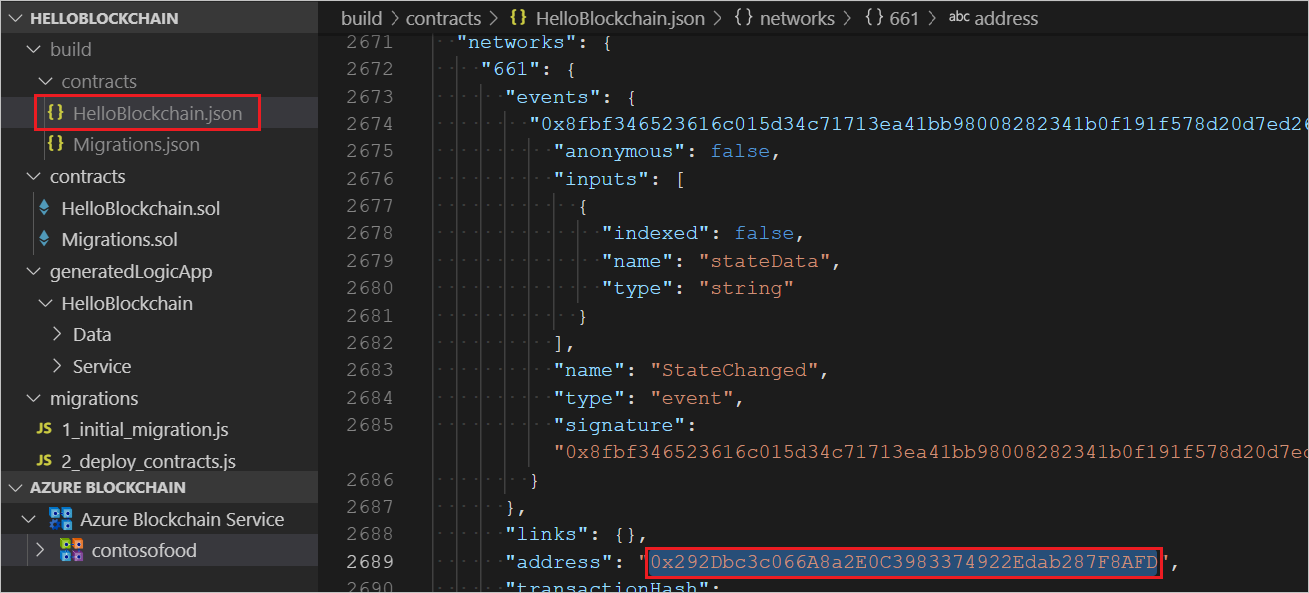 HELLOBLOCKCHAIN
build
contracts
{} HelloBlockchain.json
{} Migrations.json
contracts
HelloBlockchain.sol
Migrations.sol
generatedLogicApp
HelloBlockchain
Data
Service
migrations
JS 1_initial_migration.js
JS 2_deploy_contracts.js
AZURE BLOCKCHAIN
Azure Blockchain Service
contosofood
build > contracts > {} HelloBlockchain.json > {} networks > {} 661 > abc address
2671 "networks": {
2672 "661": {
2673 "events": {
2674 "0x8fbf346523616c015d34c71713ea41bb98008282341b0f191f578d20d7ed26
2675 "anonymous": false,
2676 "inputs": [
2677 {
2678 "indexed": false,
2679 "name": "stateData",
2680 "type": "string"
2681 }
2682 ],
2683 "name": "StateChanged",
2684 "type": "event",
2685 "signature":
"0x8fbf346523616c015d34c71713ea41bb98008282341b0f191f578d20d7ed
2686 }
2687 },
2688 "links": {},
2689 "address": "0x292Dbc3c066A8a2E0C3983374922Edab287F8AFD",
2690 "transactionHash":